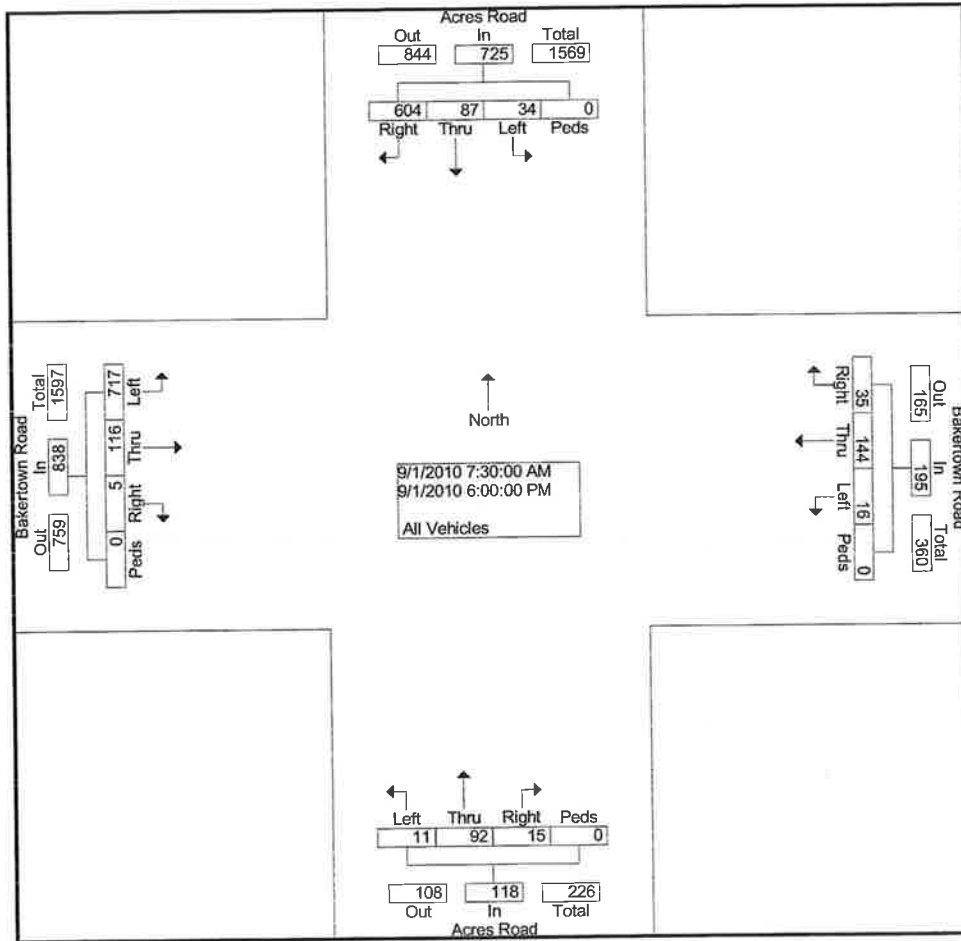 Acres Road
Out In Total
844 725 1569
604 87 34 0
Right Thru Left Peds
Bakertown Road
Total In Out
1597 838 759
717 116 5 0
Left Thru Right Peds
North
9/1/2010 7:30:00 AM
9/1/2010 6:00:00 PM
All Vehicles
Right Thru Left Peds
35 144 16 0
Out In Total
165 195 360
Bakertown Road
Left Thru Right Peds
11 92 15 0
108 118 226
Out In Total
Acres Road